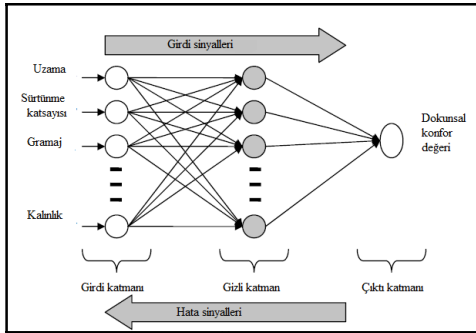 Girdi sinyalleri
Uzama
Sürtünme
katsayısı
Gramaj
Kalınlık
Dokunsal
konfor
değeri
Girdi katmanı
Gizli katman
Çıktı katmanı
Hata sinyalleri